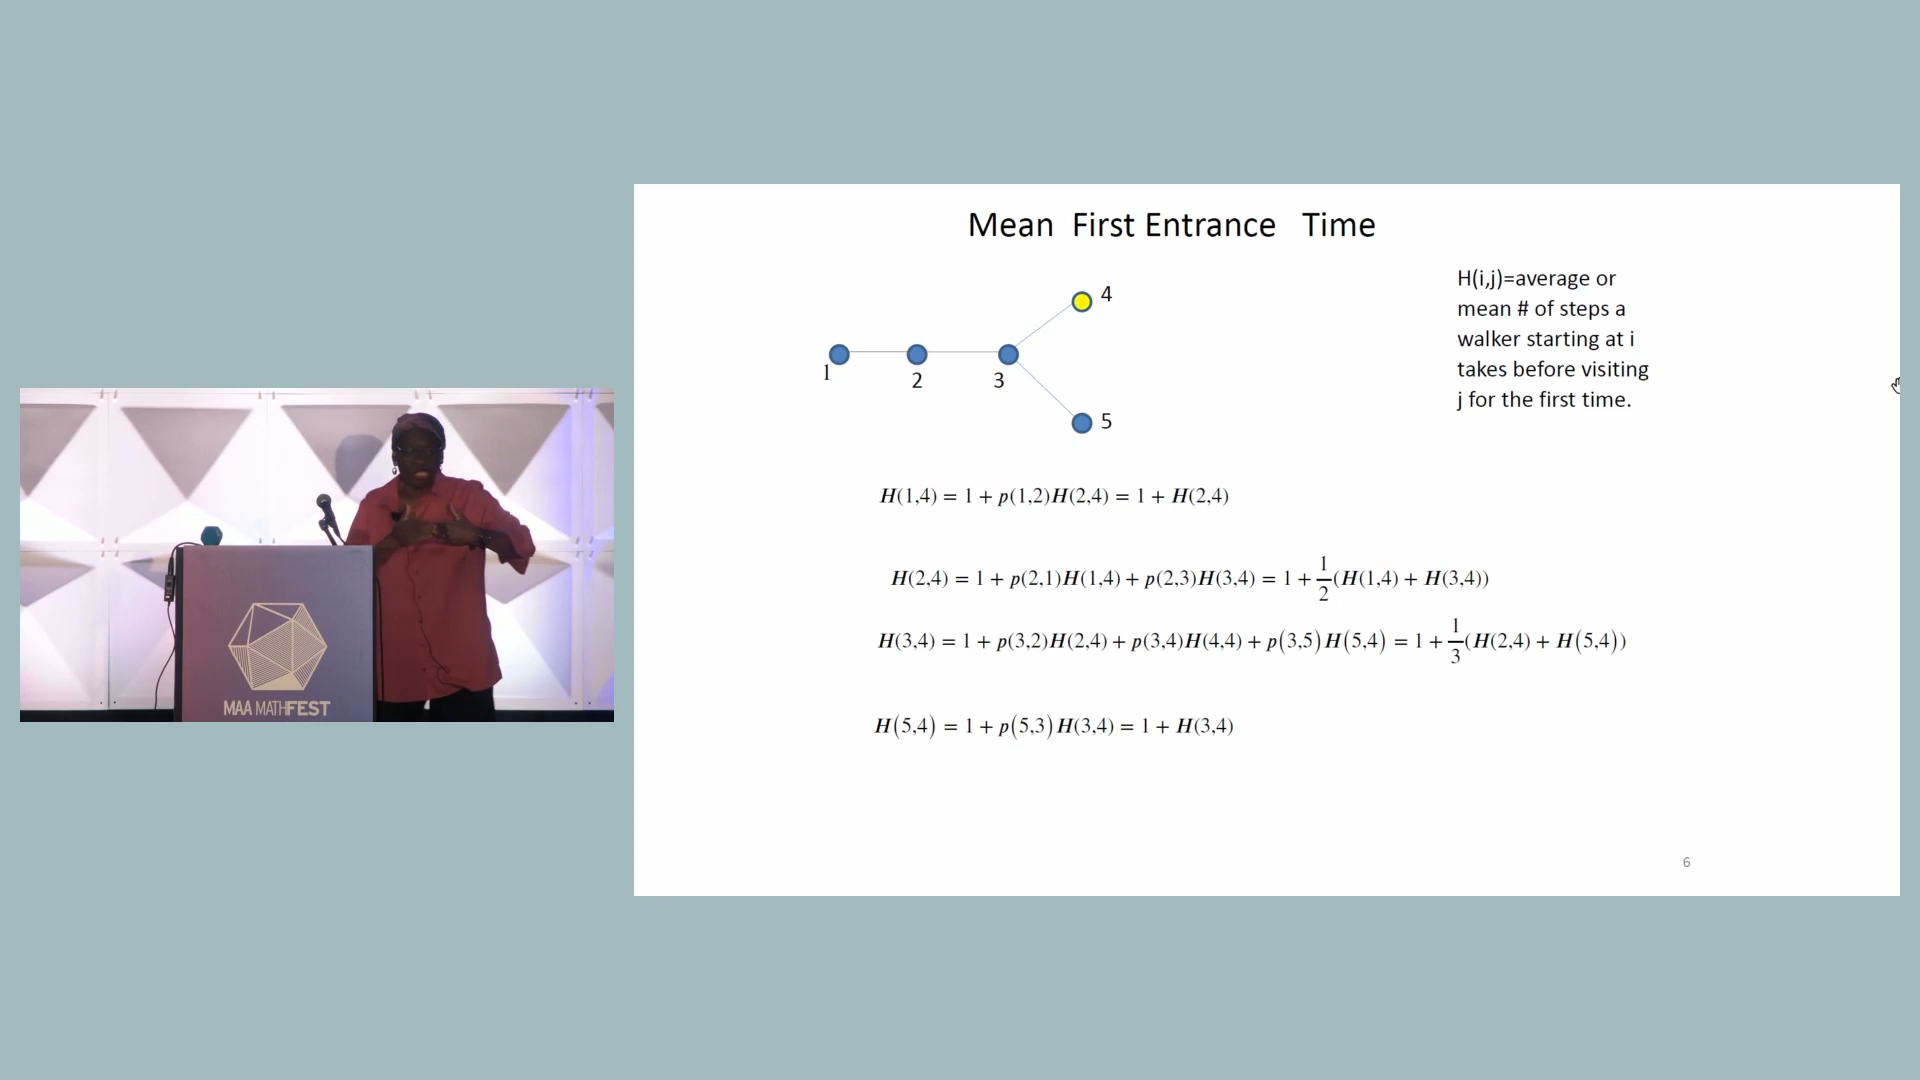 Mean First Entrance Time
4
1
2
3
5
H(i,j)=average or
mean # of steps a
walker starting at i
takes before visiting
j for the first time.
H(1,4) = 1 + p(1,2)H(2,4) = 1 + H(2,4)
H(2,4) = 1 + p(2,1)H(1,4) + p(2,3)H(3,4) = 1 + 1/2(H(1,4) + H(3,4))
H(3,4) = 1 + p(3,2)H(2,4) + p(3,4)H(4,4) + p(3,5)H(5,4) = 1 + 1/3(H(2,4) + H(5,4))
H(5,4) = 1 + p(5,3)H(3,4) = 1 + H(3,4)
6
MAA MATHFEST